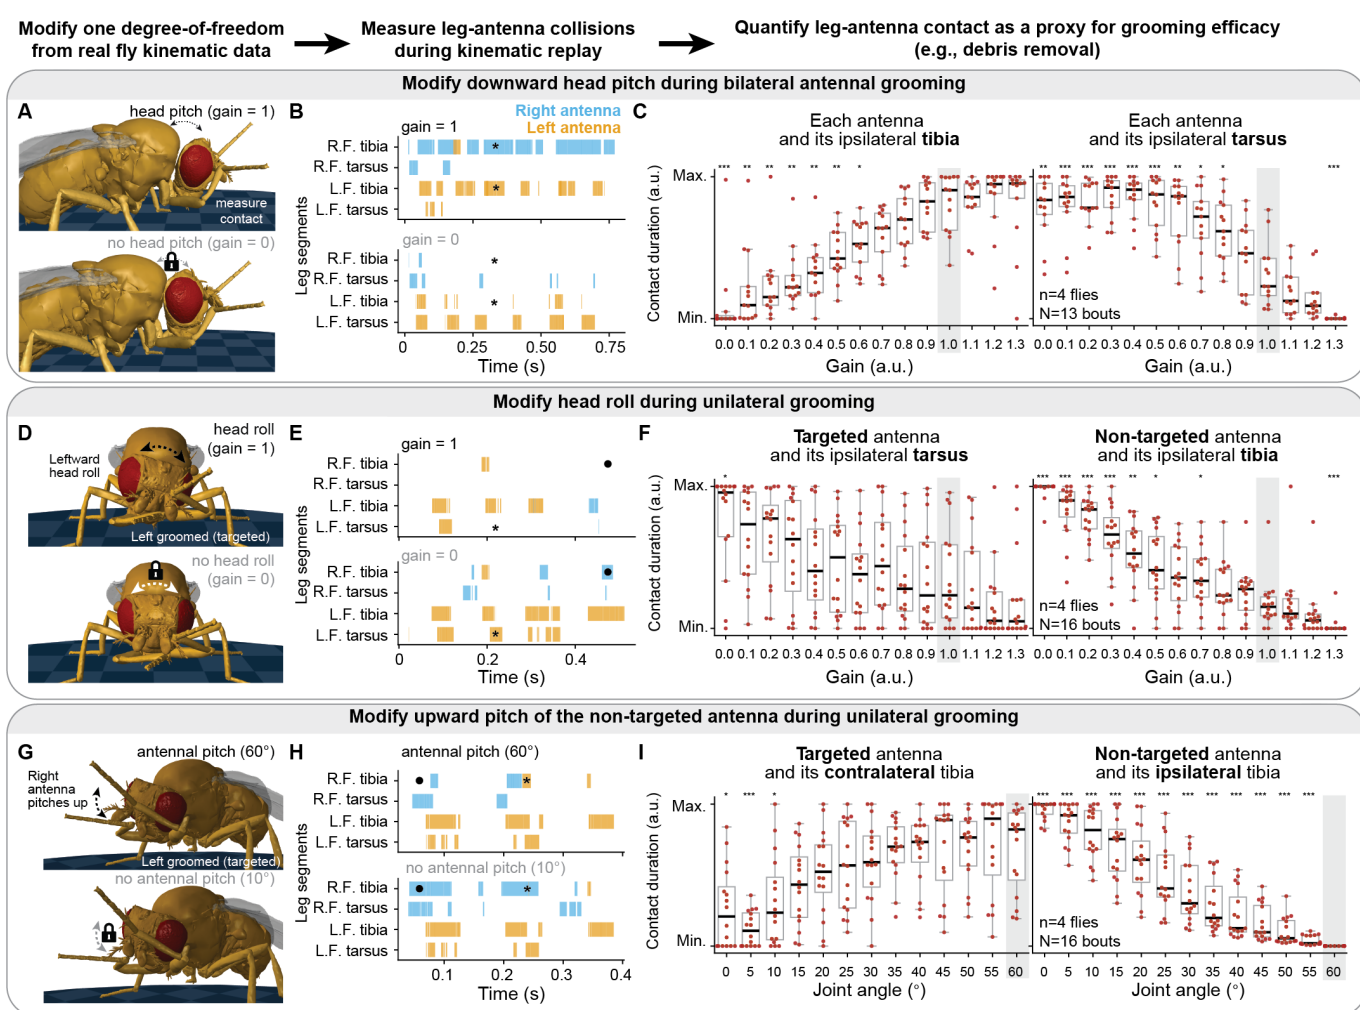 Modify one degree-of-freedom
from real fly kinematic data
Measure leg-antenna collisions
during kinematic replay
Quantify leg-antenna contact as a proxy for grooming efficacy
(e.g., debris removal)
Modify downward head pitch during bilateral antennal grooming
A
head pitch (gain = 1)
measure
contact
no head pitch (gain = 0)
B
Right antenna
Left antenna
gain = 1
R.F. tibia
*
R.F. tarsus
L.F. tibia
*
L.F. tarsus
gain = 0
R.F. tibia
*
R.F. tarsus
L.F. tibia
*
L.F. tarsus
Leg segments
0 0.25 0.50 0.75
Time (s)
C
Each antenna
and its ipsilateral tibia
*** ** ** ** ** ** *
Max.
Min.
Contact duration (a.u.)
0.0 0.1 0.2 0.3 0.4 0.5 0.6 0.7 0.8 0.9 1.0 1.1 1.2 1.3
Gain (a.u.)
Each antenna
and its ipsilateral tarsus
** *** *** *** *** *** ** * * ***
n=4 flies
N=13 bouts
0.0 0.1 0.2 0.3 0.4 0.5 0.6 0.7 0.8 0.9 1.0 1.1 1.2 1.3
Gain (a.u.)
Modify head roll during unilateral grooming
D
head roll
(gain = 1)
Leftward
head roll
Left groomed (targeted)
no head roll
(gain = 0)
E
gain = 1
R.F. tibia
R.F. tarsus
L.F. tibia
L.F. tarsus
*
gain = 0
R.F. tibia
R.F. tarsus
L.F. tibia
L.F. tarsus
*
Leg segments
0 0.2 0.4
Time (s)
F
Targeted antenna
and its ipsilateral tarsus
*
Max.
Min.
Contact duration (a.u.)
0.0 0.1 0.2 0.3 0.4 0.5 0.6 0.7 0.8 0.9 1.0 1.1 1.2 1.3
Gain (a.u.)
Non-targeted antenna
and its ipsilateral tibia
*** *** *** *** ** * * ***
n=4 flies
N=16 bouts
0.0 0.1 0.2 0.3 0.4 0.5 0.6 0.7 0.8 0.9 1.0 1.1 1.2 1.3
Gain (a.u.)
Modify upward pitch of the non-targeted antenna during unilateral grooming
G
antennal pitch (60°)
Right
antenna
pitches up
Left groomed (targeted)
no antennal pitch (10°)
H
antennal pitch (60°)
R.F. tibia
*
R.F. tarsus
L.F. tibia
L.F. tarsus
no antennal pitch (10°)
R.F. tibia
*
R.F. tarsus
L.F. tibia
L.F. tarsus
Leg segments
0.1 0.2 0.3 0.4
Time (s)
I
Targeted antenna
and its contralateral tibia
* *** *
Max.
Min.
Contact duration (a.u.)
0 5 10 15 20 25 30 35 40 45 50 55 60
Joint angle (°)
Non-targeted antenna
and its ipsilateral tibia
*** *** *** *** *** *** *** *** *** *** *** ***
n=4 flies
N=16 bouts
0 5 10 15 20 25 30 35 40 45 50 55 60
Joint angle (°)